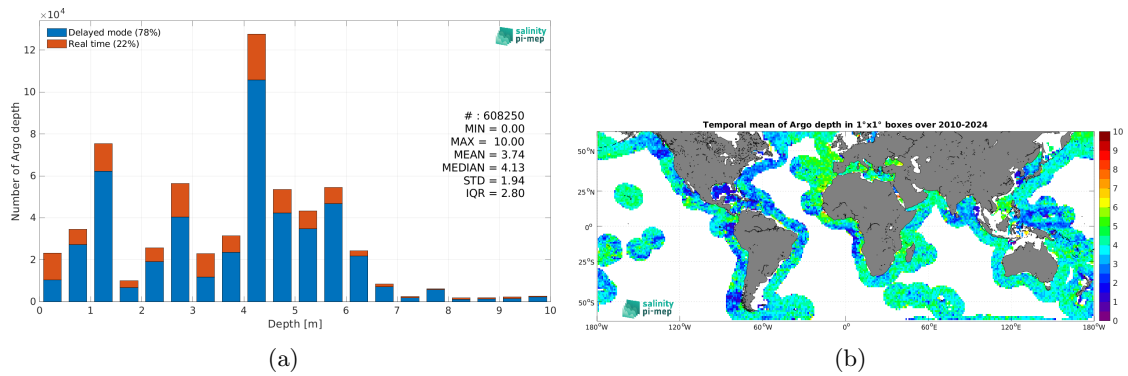 ×10⁴
Delayed mode (78%)
Real time (22%)
salinity
pi-mep
12
10
8
6
4
2
0
Number of Argo depth
# : 608250
MIN = 0.00
MAX = 10.00
MEAN = 3.74
MEDIAN = 4.13
STD = 1.94
IQR = 2.80
0 1 2 3 4 5 6 7 8 9 10
Depth [m]
(a)
Temporal mean of Argo depth in 1°x1° boxes over 2010-2024
50°N
25°N
0°
25°S
50°S
salinity
pi-mep
180°W 120°W 60°W 0° 60°E 120°E 180°W
10
9
8
7
6
5
4
3
2
1
0
(b)